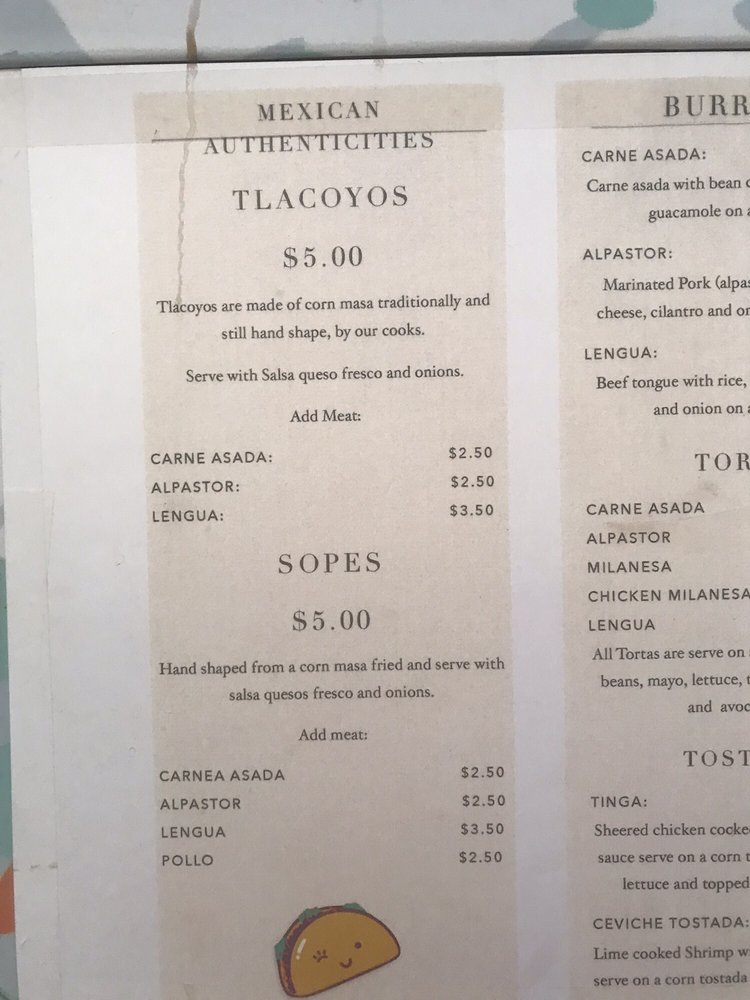 MEXICAN
AUTHENTICITIES
TLACOYOS
$5.00
Tlacoyos are made of corn masa traditionally and
still hand shape, by our cooks.
Serve with Salsa queso fresco and onions.
Add Meat:
CARNE ASADA: $2.50
ALPASTOR: $2.50
LENGUA: $3.50
SOPES
$5.00
Hand shaped from a corn masa fried and serve with
salsa quesos fresco and onions.
Add meat:
CARNEA ASADA $2.50
ALPASTOR $2.50
LENGUA $3.50
POLLO $2.50
BURR
CARNE ASADA:
Carne asada with bean
guacamole on
ALPASTOR:
Marinated Pork (alpas
cheese, cilantro and
LENGUA:
Beef tongue with rice,
and onion on
TOR
CARNE ASADA
ALPASTOR
MILANESA
CHICKEN MILANESA
LENGUA
All Tortas are serve on
beans, mayo, lettuce,
and avoc
TOST
TINGA:
Sheered chicken cooke
sauce serve on a corn
lettuce and topped
CEVICHE TOSTADA:
Lime cooked Shrimp
serve on a corn tostada